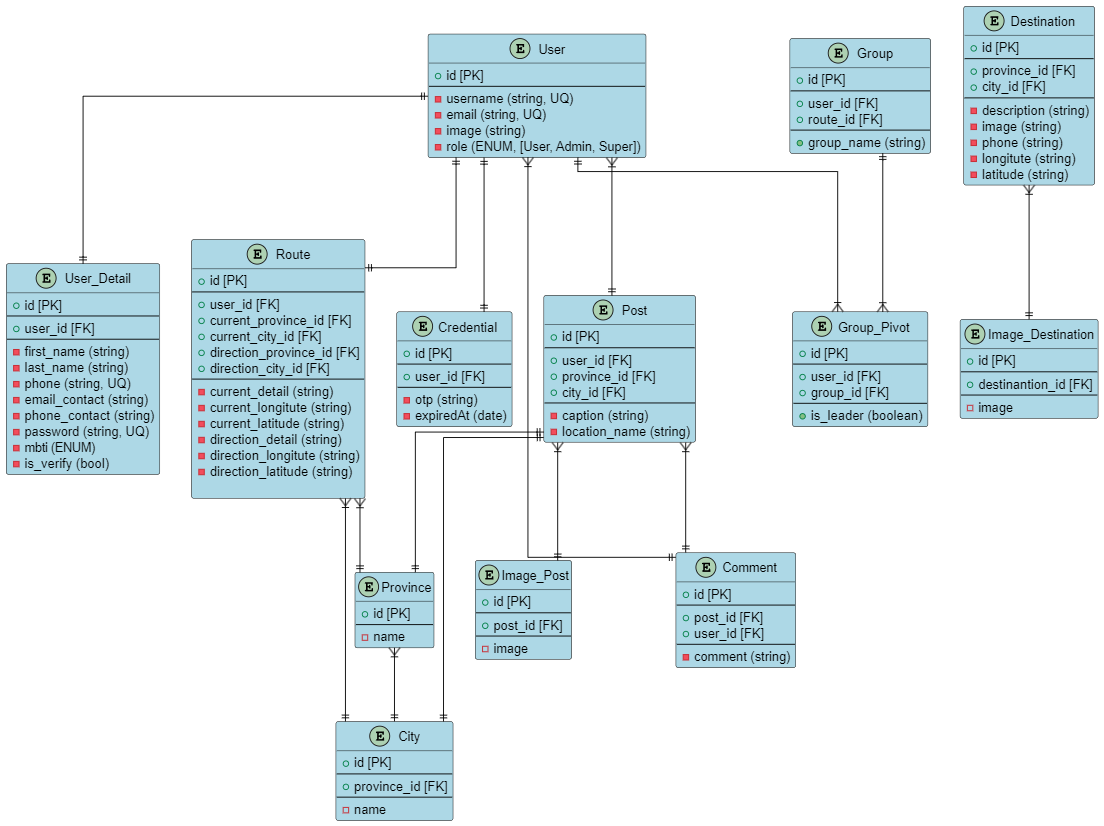 E User
id [PK]
username (string, UQ)
email (string, UQ)
image (string)
role (ENUM, [User, Admin, Super])
E Group
id [PK]
user_id [FK]
route_id [FK]
group_name (string)
E Destination
id [PK]
province_id [FK]
city_id [FK]
description (string)
image (string)
phone (string)
longitute (string)
latitude (string)
E User_Detail
id [PK]
user_id [FK]
first_name (string)
last_name (string)
phone (string, UQ)
email_contact (string)
phone_contact (string)
password (string, UQ)
mbti (ENUM)
is_verify (bool)
E Route
id [PK]
user_id [FK]
current_province_id [FK]
current_city_id [FK]
direction_province_id [FK]
direction_city_id [FK]
current_detail (string)
current_longitute (string)
current_latitude (string)
direction_detail (string)
direction_longitute (string)
direction_latitude (string)
E Credential
id [PK]
user_id [FK]
otp (string)
expiredAt (date)
E Post
id [PK]
user_id [FK]
province_id [FK]
city_id [FK]
caption (string)
location_name (string)
E Group_Pivot
id [PK]
user_id [FK]
group_id [FK]
is_leader (boolean)
E Image_Destination
id [PK]
destinantion_id [FK]
image
E Province
id [PK]
name
E Image_Post
id [PK]
post_id [FK]
image
E Comment
id [PK]
post_id [FK]
user_id [FK]
comment (string)
E City
id [PK]
province_id [FK]
name